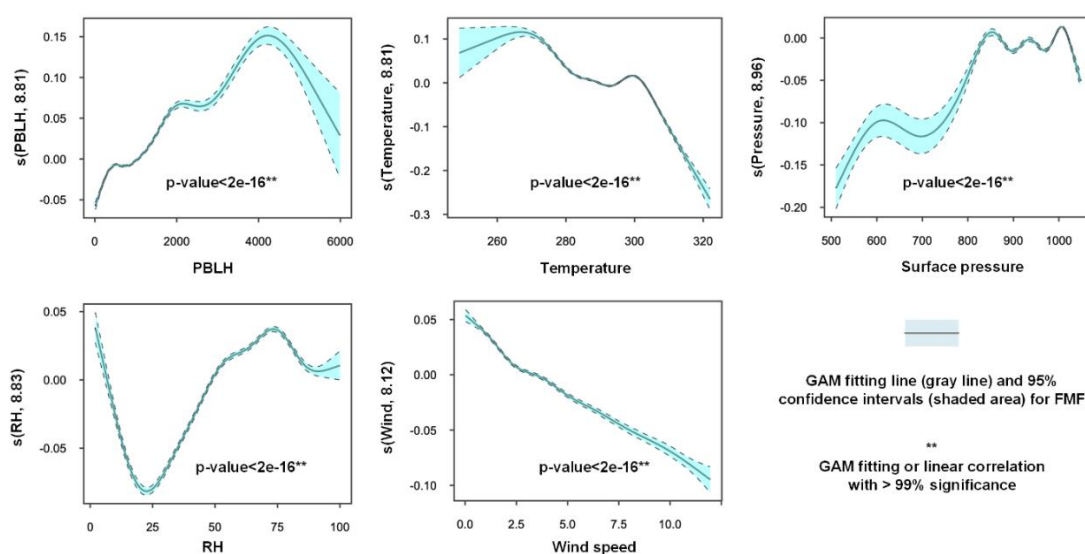 s(PBLH, 8.81)
0.15
0.10
0.05
0.00
-0.05
p-value<2e-16**
0
2000
4000
6000
PBLH
s(Temperature, 8.81)
0.1
0.0
-0.1
-0.2
-0.3
p-value<2e-16**
260
280
300
320
Temperature
s(Pressure, 8.96)
0.00
-0.05
-0.10
-0.15
-0.20
p-value<2e-16**
500
600
700
800
900
1000
Surface pressure
s(RH, 8.83)
0.05
0.00
-0.05
p-value<2e-16**
0
25
50
75
100
RH
s(Wind, 8.12)
0.05
0.00
-0.05
-0.10
p-value<2e-16**
0.0
2.5
5.0
7.5
10.0
Wind speed
GAM fitting line (gray line) and 95%
confidence intervals (shaded area) for FMF
**
GAM fitting or linear correlation
with > 99% significance